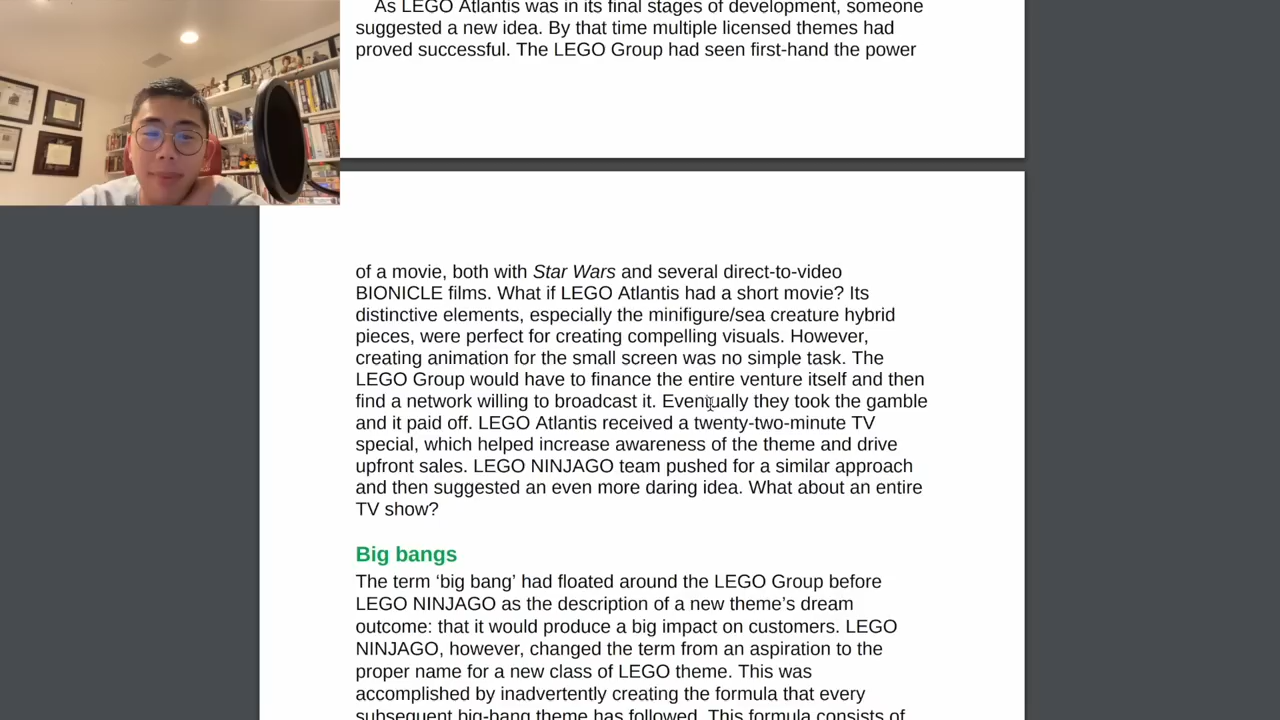 As LEGO Atlantis was in its final stages of development, someone
suggested a new idea. By that time multiple licensed themes had
proved successful. The LEGO Group had seen first-hand the power
of a movie, both with Star Wars and several direct-to-video
BIONICLE films. What if LEGO Atlantis had a short movie? Its
distinctive elements, especially the minifigure/sea creature hybrid
pieces, were perfect for creating compelling visuals. However,
creating animation for the small screen was no simple task. The
LEGO Group would have to finance the entire venture itself and then
find a network willing to broadcast it. Eventually they took the gamble
and it paid off. LEGO Atlantis received a twenty-two-minute TV
special, which helped increase awareness of the theme and drive
upfront sales. LEGO NINJAGO team pushed for a similar approach
and then suggested an even more daring idea. What about an entire
TV show?
Big bangs
The term ‘big bang’ had floated around the LEGO Group before
LEGO NINJAGO as the description of a new theme’s dream
outcome: that it would produce a big impact on customers. LEGO
NINJAGO, however, changed the term from an aspiration to the
proper name for a new class of LEGO theme. This was
accomplished by inadvertently creating the formula that every
subsequent big-bang theme has followed. This formula consists of